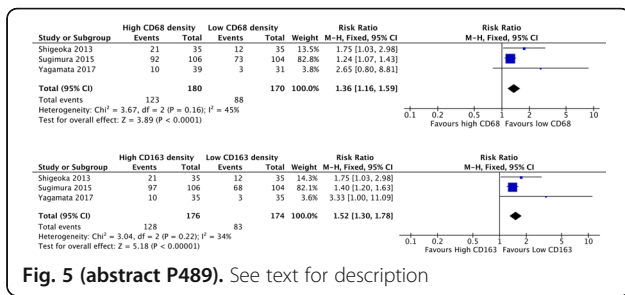 High CD68 density Low CD68 density Risk Ratio Risk Ratio
Study or Subgroup Events Total Events Total Weight M-H, Fixed, 95% CI M-H, Fixed, 95% CI
Shigeoka 2013 21 35 12 35 13.5% 1.75 [1.03, 2.98]
Sugimura 2015 92 106 73 104 82.8% 1.24 [1.07, 1.43]
Yagamata 2017 10 39 3 31 3.6% 2.65 [0.80, 8.81]
Total (95% CI) 180 170 100.0% 1.36 [1.16, 1.59]
Total events 123 88
Heterogeneity: Chi² = 3.67, df = 2 (P = 0.16); I² = 45%
Test for overall effect: Z = 3.89 (P < 0.0001)
0.1 0.2 0.5 1 2 5 10
Favours high CD68 Favours low CD68
High CD163 density Low CD163 density Risk Ratio Risk Ratio
Study or Subgroup Events Total Events Total Weight M-H, Fixed, 95% CI M-H, Fixed, 95% CI
Shigeoka 2013 21 35 12 35 14.3% 1.75 [1.03, 2.98]
Sugimura 2015 97 106 68 104 82.1% 1.40 [1.20, 1.63]
Yagamata 2017 10 35 3 35 3.6% 3.33 [1.00, 11.09]
Total (95% CI) 176 174 100.0% 1.52 [1.30, 1.78]
Total events 128 83
Heterogeneity: Chi² = 3.04, df = 2 (P = 0.22); I² = 34%
Test for overall effect: Z = 5.18 (P < 0.00001)
0.1 0.2 0.5 1 2 5 10
Favours High CD163 Favours Low CD163
Fig. 5 (abstract P489). See text for description